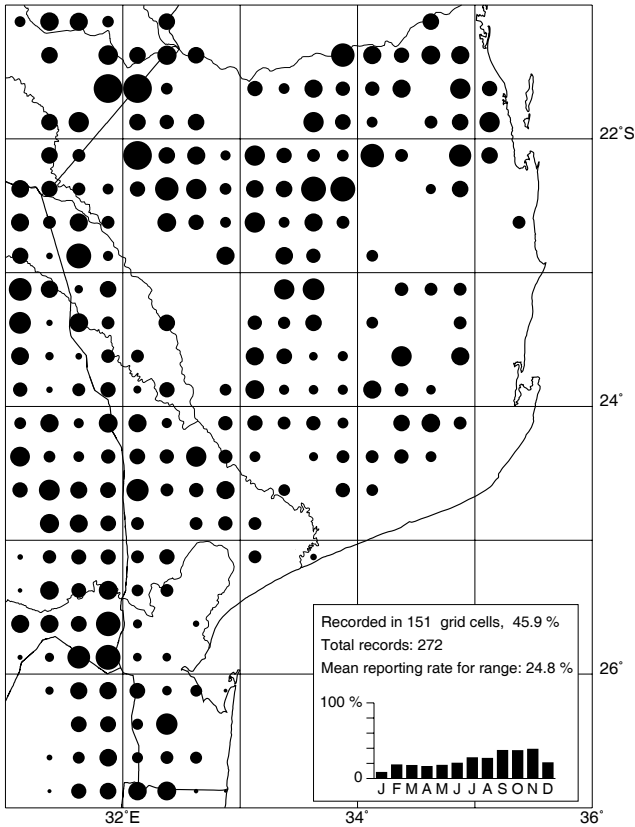 22°S
24°
Recorded in 151 grid cells, 45.9 %
Total records: 272
Mean reporting rate for range: 24.8 %
26°
100 %
0
J F M A M J J A S O N D
32°E
34°
36°